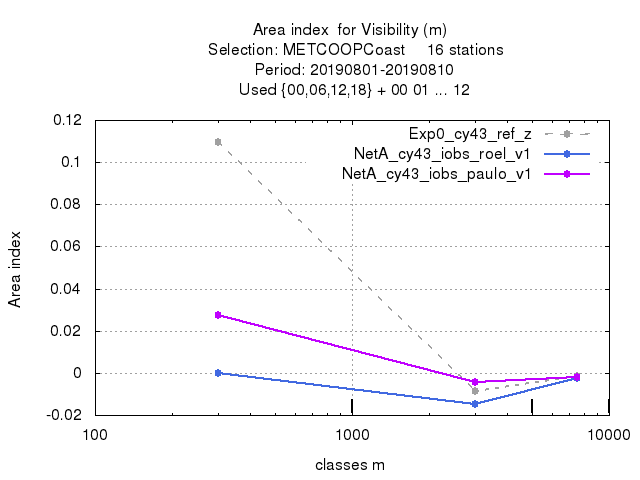 Area index  for Visibility (m)
Selection: METCOOPCoast     16 stations
Period: 20190801-20190810
Used {00,06,12,18} + 00 01 ... 12
0.12
0.1
0.08
0.06
0.04
0.02
0
-0.02
Area index
Exp0_cy43_ref_z
NetA_cy43_iobs_roel_v1
NetA_cy43_iobs_paulo_v1
100 1000 10000
classes m